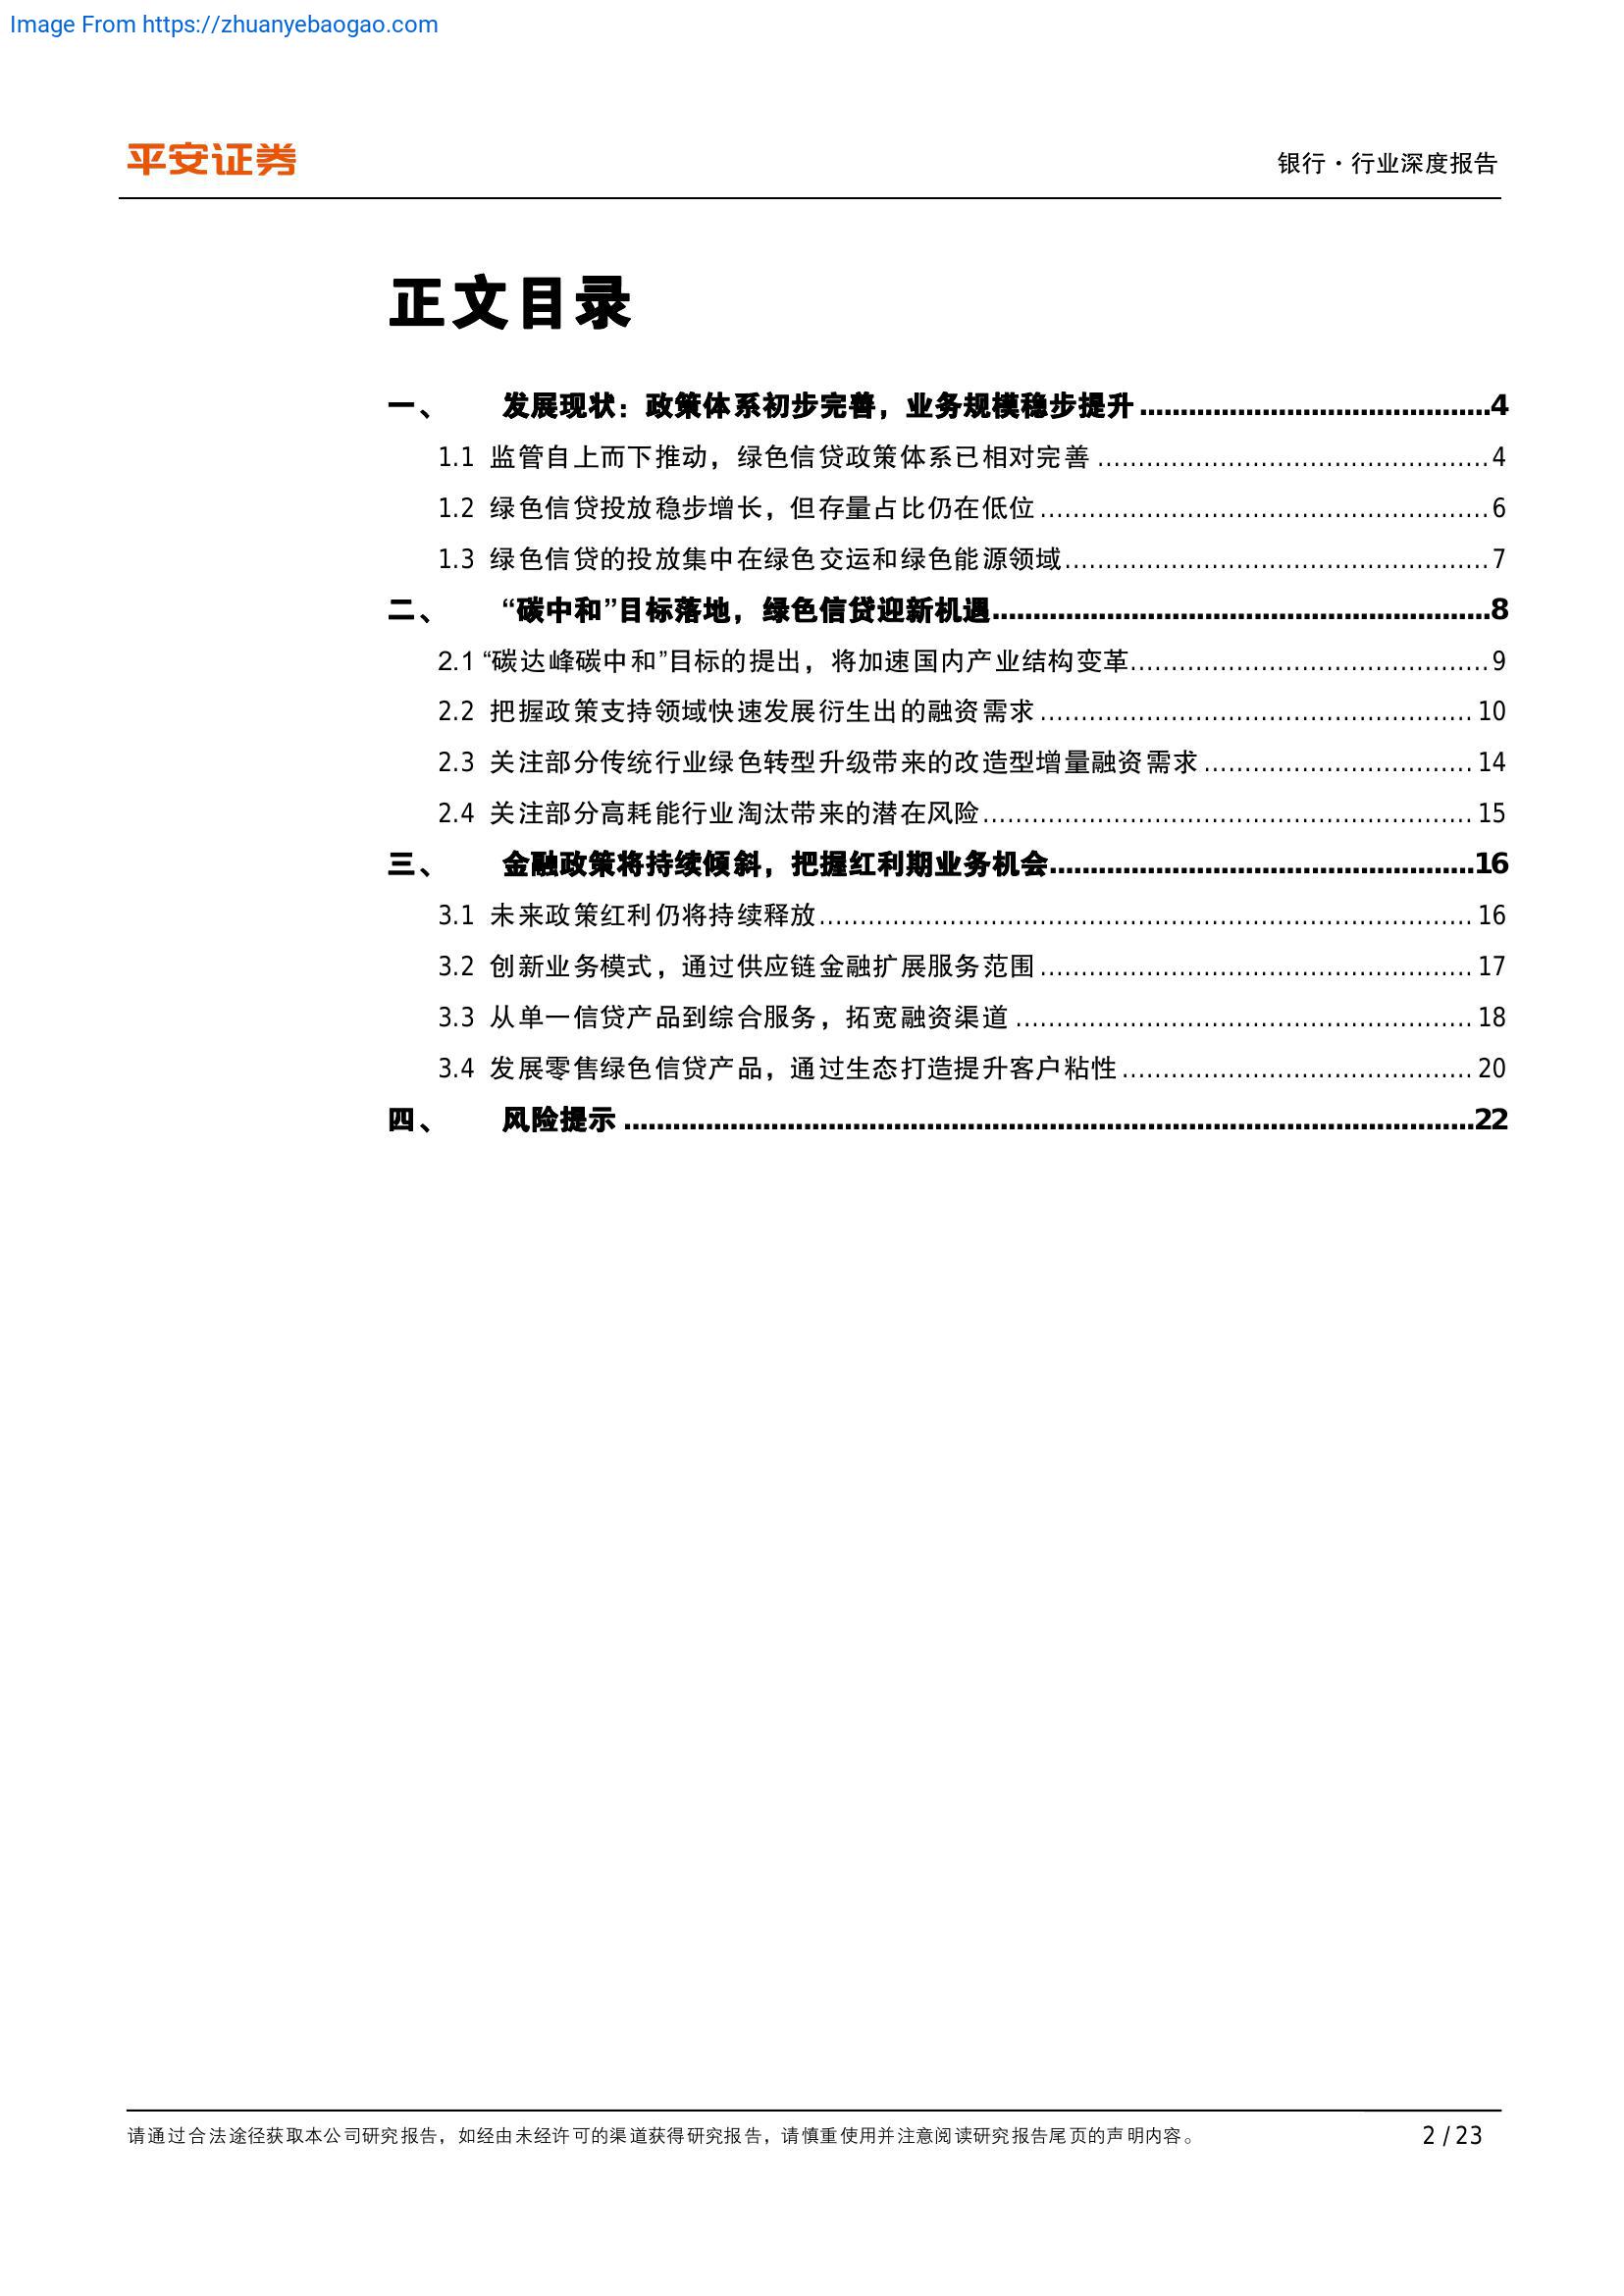 Image From https://zhuanyebaogao.com
平安证券
银行·行业深度报告
正文目录
一、 发展现状：政策体系初步完善，业务规模稳步提升 4
1.1 监管自上而下推动，绿色信贷政策体系已相对完善 4
1.2 绿色信贷投放稳步增长，但存量占比仍在低位 6
1.3 绿色信贷的投放集中在绿色交运和绿色能源领域 7
二、 “碳中和”目标落地，绿色信贷迎新机遇 8
2.1 “碳达峰碳中和”目标的提出，将加速国内产业结构变革 9
2.2 把握政策支持领域快速发展衍生出的融资需求 10
2.3 关注部分传统行业绿色转型升级带来的改造型增量融资需求 14
2.4 关注部分高耗能行业淘汰带来的潜在风险 15
三、 金融政策将持续倾斜，把握红利期业务机会 16
3.1 未来政策红利仍将持续释放 16
3.2 创新业务模式，通过供应链金融扩展服务范围 17
3.3 从单一信贷产品到综合服务，拓宽融资渠道 18
3.4 发展零售绿色信贷产品，通过生态打造提升客户粘性 20
四、 风险提示 22
请通过合法途径获取本公司研究报告，如经由未经许可的渠道获得研究报告，请慎重使用并注意阅读研究报告尾页的声明内容。 2 / 23